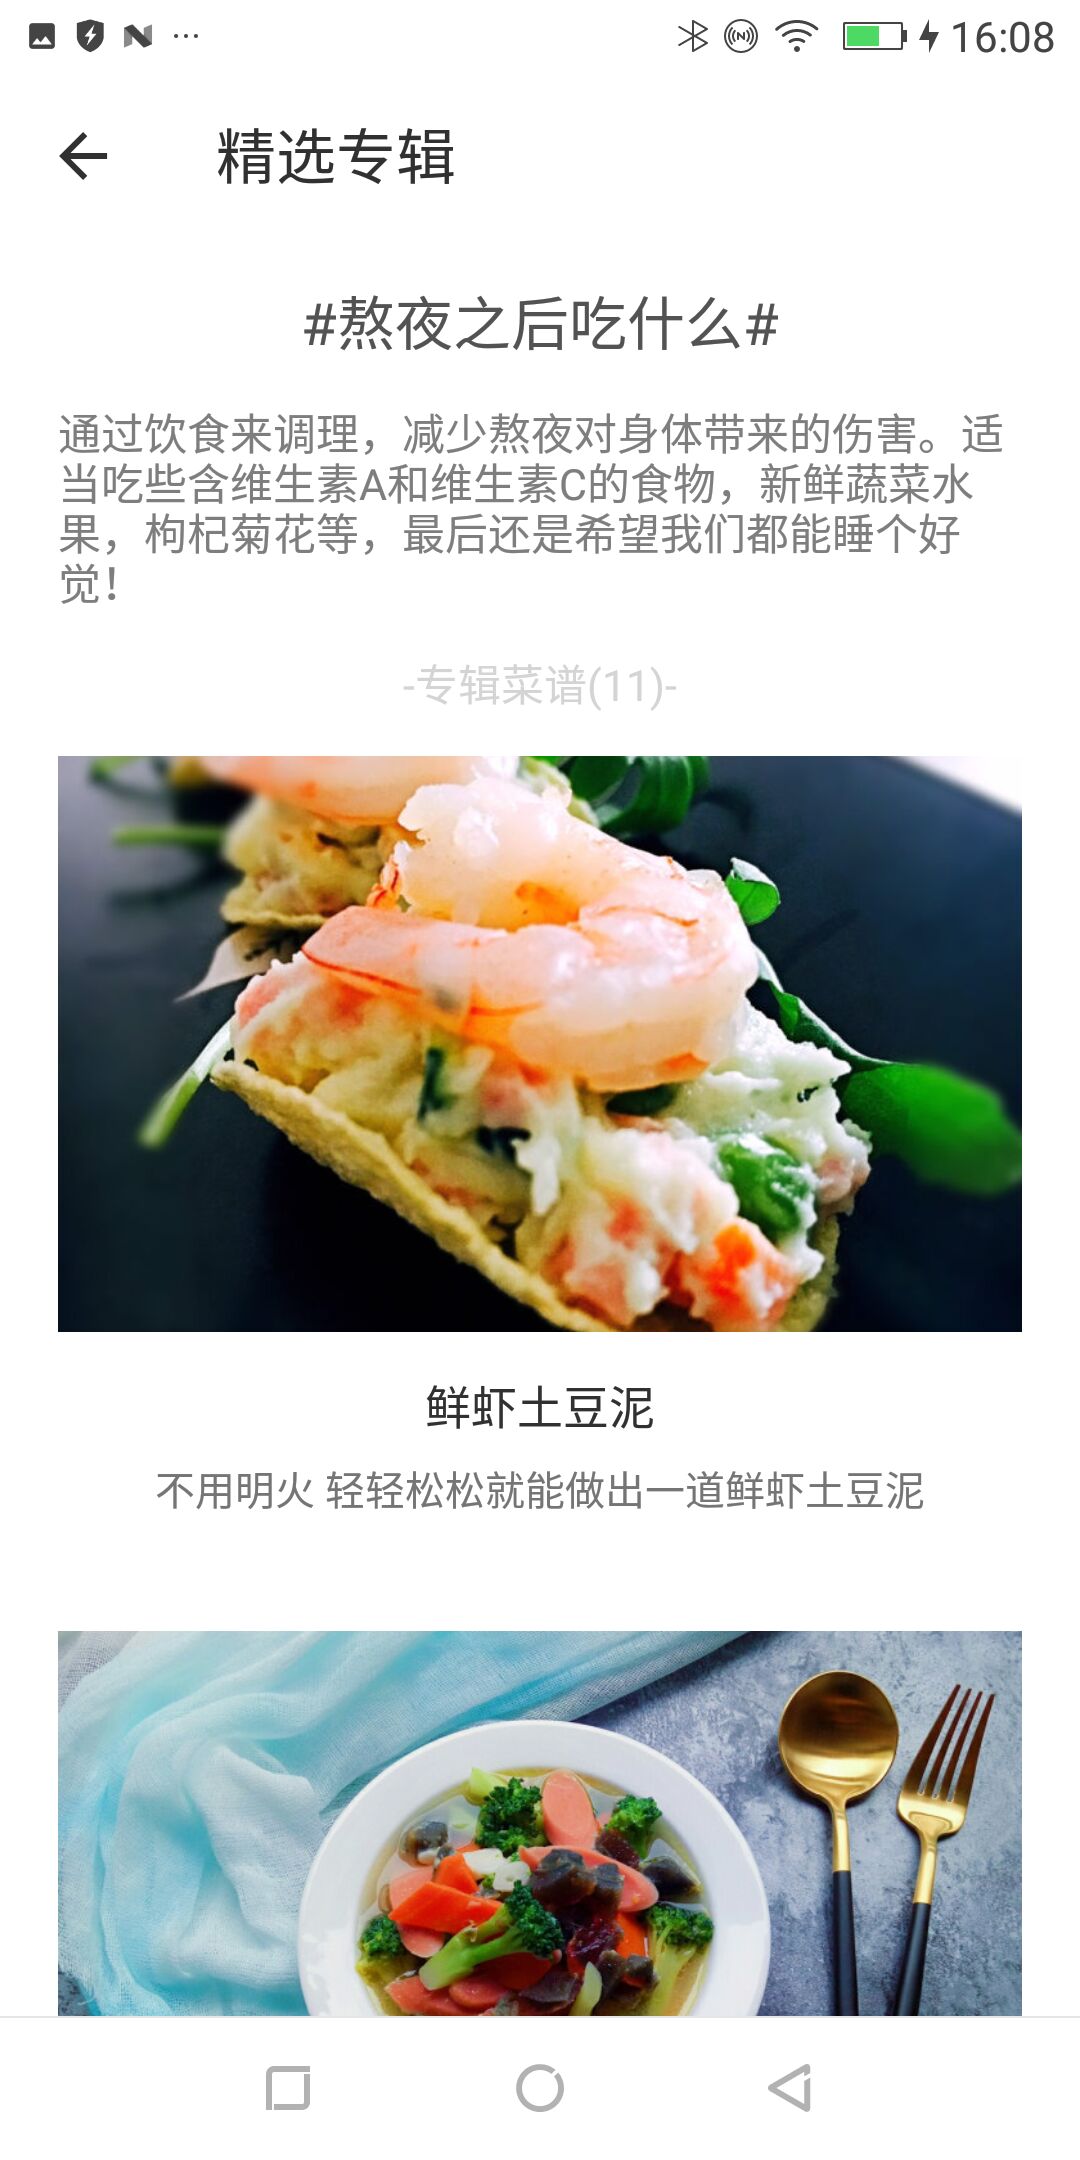 16:08
精选专辑
#熬夜之后吃什么#
通过饮食来调理，减少熬夜对身体带来的伤害。适
当吃些含维生素A和维生素C的食物，新鲜蔬菜水
果，枸杞菊花等，最后还是希望我们都能睡个好
觉！
-专辑菜谱(11)-
鲜虾土豆泥
不用明火 轻轻松松就能做出一道鲜虾土豆泥